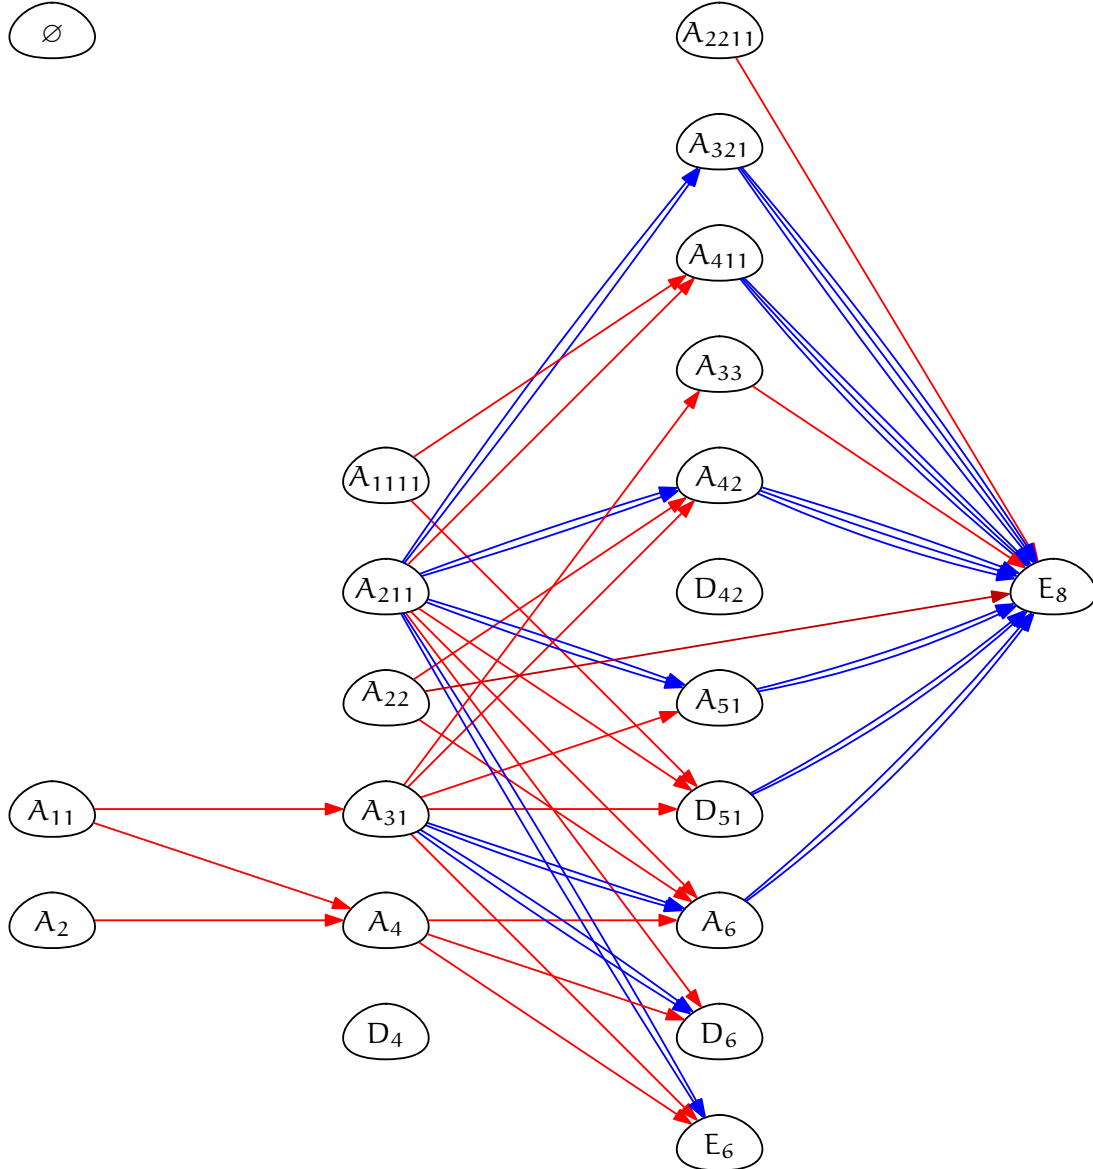 ∅
A₂₂₁₁
A₃₂₁
A₄₁₁
A₃₃
A₁₁₁₁
A₄₂
A₂₁₁
D₄₂
E₈
A₂₂
A₅₁
A₁₁
A₃₁
D₅₁
A₂
A₄
A₆
D₄
D₆
E₆